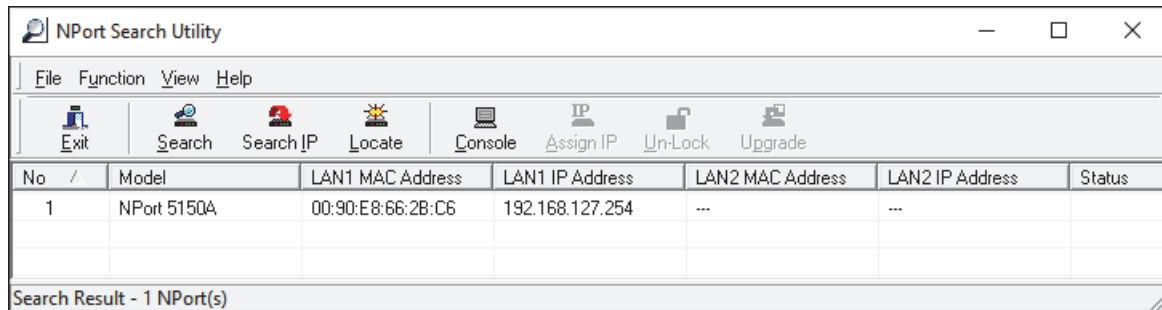 NPort Search Utility
File Function View Help
Exit Search Search IP Locate Console Assign IP Un-Lock Upgrade
No Model LAN1 MAC Address LAN1 IP Address LAN2 MAC Address LAN2 IP Address Status
1 NPort 5150A 00:90:E8:66:2B:C6 192.168.127.254 --- ---
Search Result - 1 NPort(s)